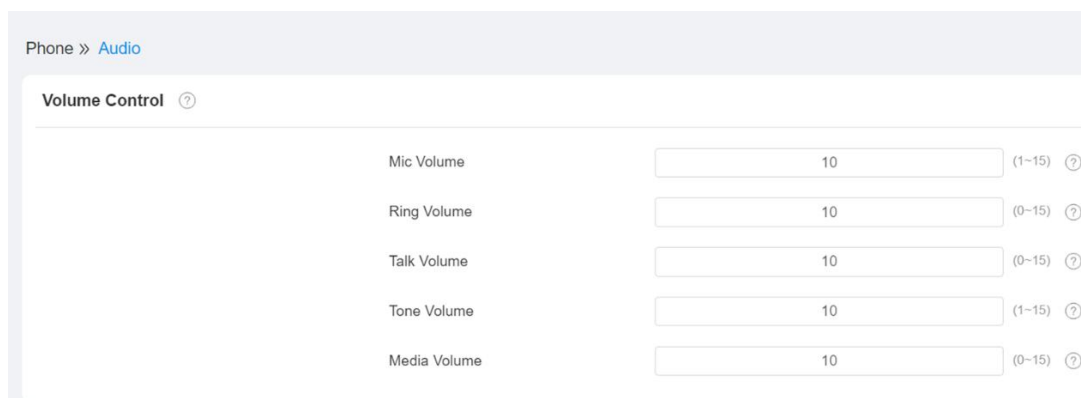 Phone » Audio
Volume Control ?
Mic Volume 10 (1~15) ?
Ring Volume 10 (0~15) ?
Talk Volume 10 (0~15) ?
Tone Volume 10 (1~15) ?
Media Volume 10 (0~15) ?